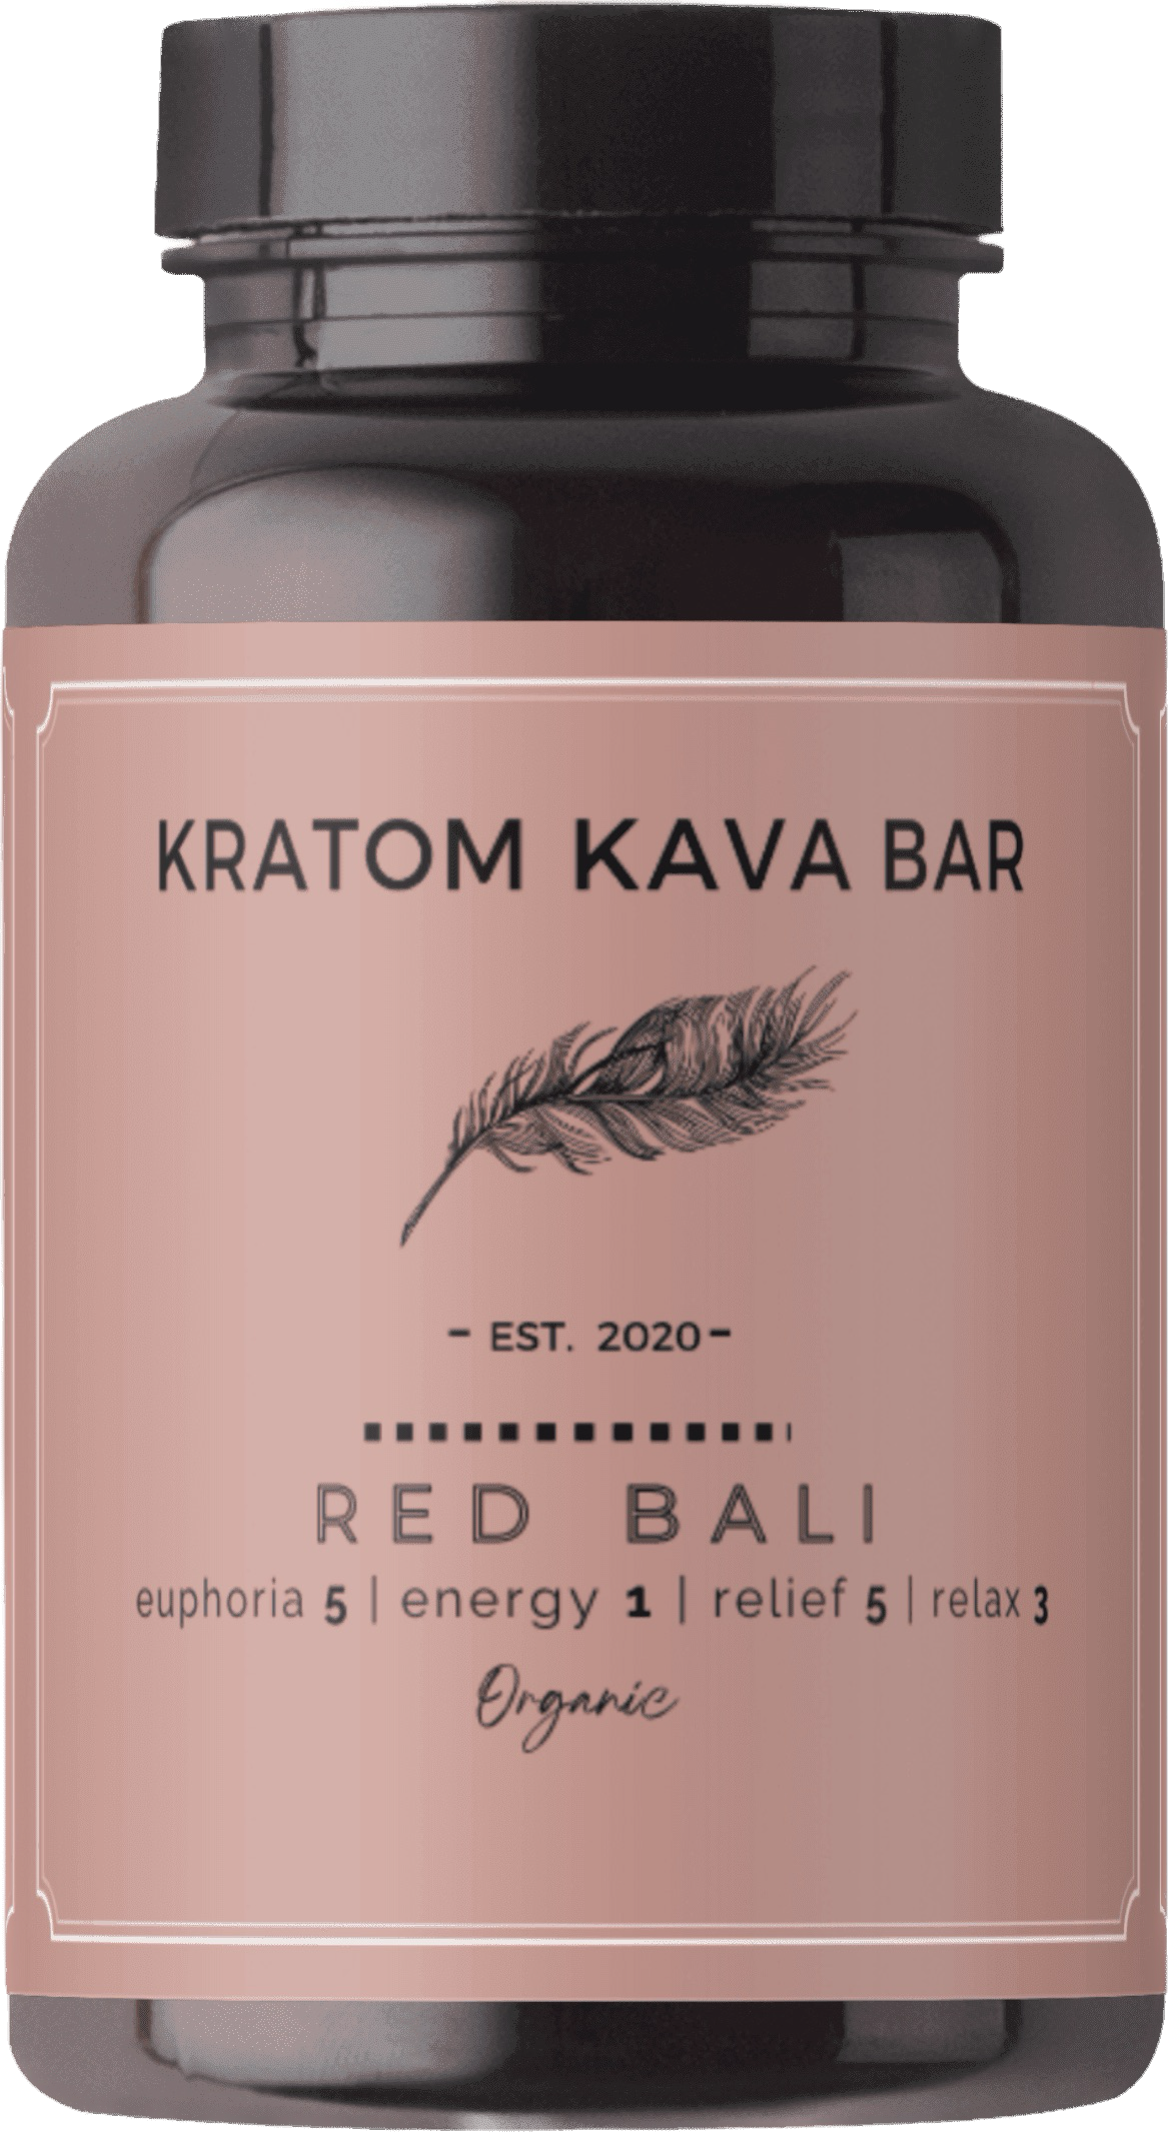 KRATOM KAVA BAR
- EST. 2020-
RED BALI
euphoria 5 | energy 1 | relief 5 | relax 3
Organic